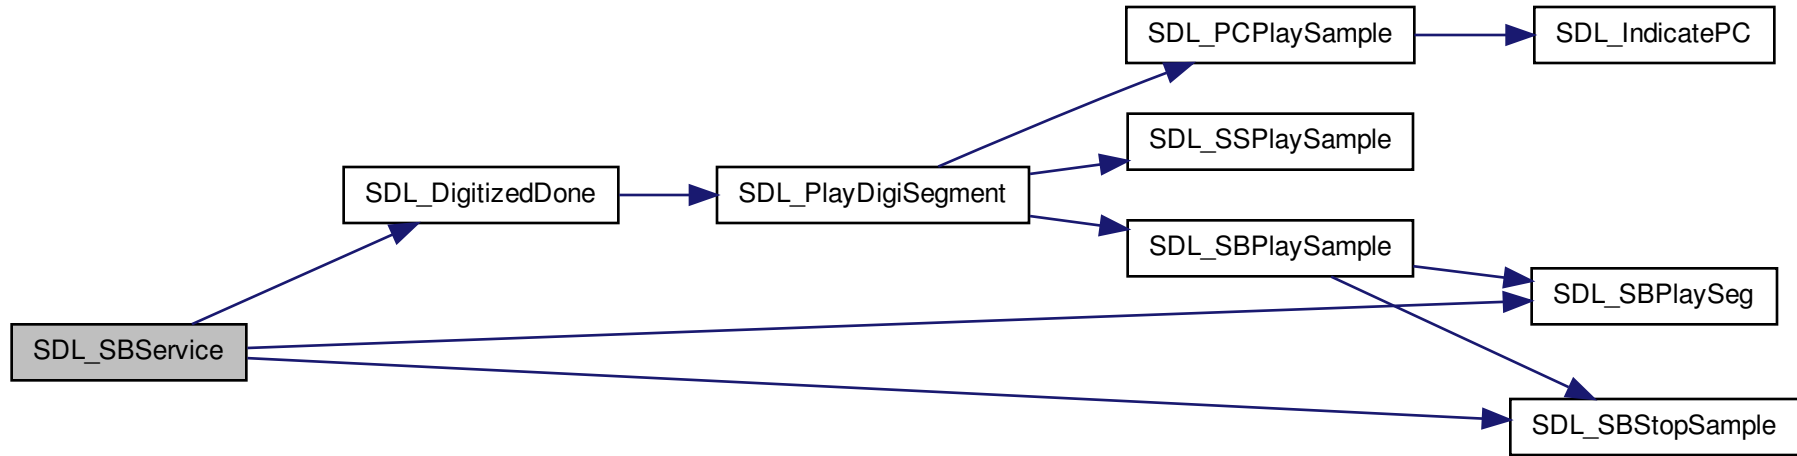 SDL_PCPlaySample
SDL_IndicatePC
SDL_SSPlaySample
SDL_DigitizedDone
SDL_PlayDigiSegment
SDL_SBPlaySample
SDL_SBPlaySeg
SDL_SBService
SDL_SBStopSample